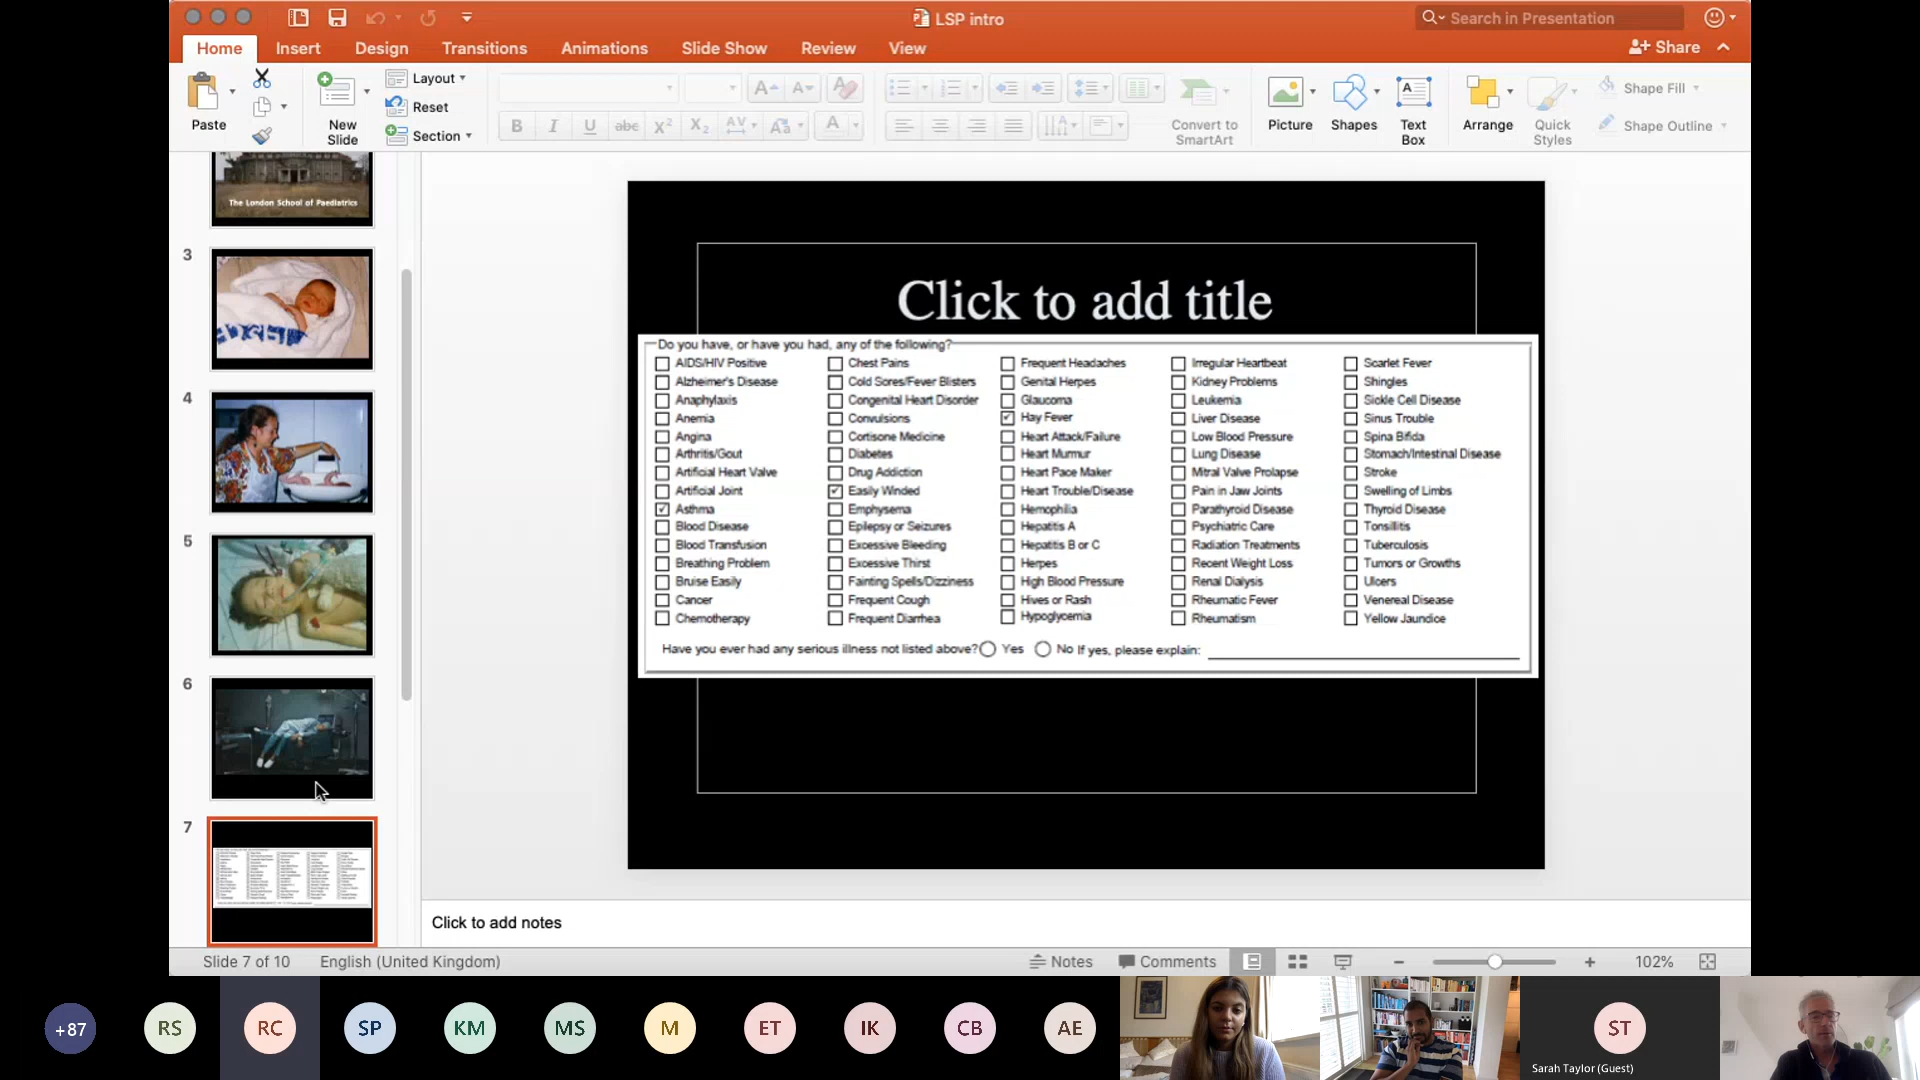 LSP intro
Search in Presentation
Home
Insert
Design
Transitions
Animations
Slide Show
Review
View
Share
Paste
New
Slide
Layout
Reset
Section
B
I
U
abc
X²
X₂
AV
Aa
A
Convert to
SmartArt
Picture
Shapes
Text
Box
Arrange
Quick
Styles
Shape Fill
Shape Outline
The London School of Paediatrics
3
4
5
6
7
Click to add title
Do you have, or have you had, any of the following?
AIDS/HIV Positive
Alzheimer's Disease
Anaphylaxis
Anemia
Angina
Arthritis/Gout
Artificial Heart Valve
Artificial Joint
Asthma
Blood Disease
Blood Transfusion
Breathing Problem
Bruise Easily
Cancer
Chemotherapy
Chest Pains
Cold Sores/Fever Blisters
Congenital Heart Disorder
Convulsions
Cortisone Medicine
Diabetes
Drug Addiction
Easily Winded
Emphysema
Epilepsy or Seizures
Excessive Bleeding
Excessive Thirst
Fainting Spells/Dizziness
Frequent Cough
Frequent Diarrhea
Frequent Headaches
Genital Herpes
Glaucoma
Hay Fever
Heart Attack/Failure
Heart Murmur
Heart Pace Maker
Heart Trouble/Disease
Hemophilia
Hepatitis A
Hepatitis B or C
Herpes
High Blood Pressure
Hives or Rash
Hypoglycemia
Irregular Heartbeat
Kidney Problems
Leukemia
Liver Disease
Low Blood Pressure
Lung Disease
Mitral Valve Prolapse
Pain in Jaw Joints
Parathyroid Disease
Psychiatric Care
Radiation Treatments
Recent Weight Loss
Renal Dialysis
Rheumatic Fever
Rheumatism
Scarlet Fever
Shingles
Sickle Cell Disease
Sinus Trouble
Spina Bifida
Stomach/Intestinal Disease
Stroke
Swelling of Limbs
Thyroid Disease
Tonsillitis
Tuberculosis
Tumors or Growths
Ulcers
Venereal Disease
Yellow Jaundice
Have you ever had any serious illness not listed above? Yes No If yes, please explain:
Click to add notes
Slide 7 of 10
English (United Kingdom)
Notes
Comments
102%
+87
RS
RC
SP
KM
MS
M
ET
IK
CB
AE
ST
Sarah Taylor (Guest)